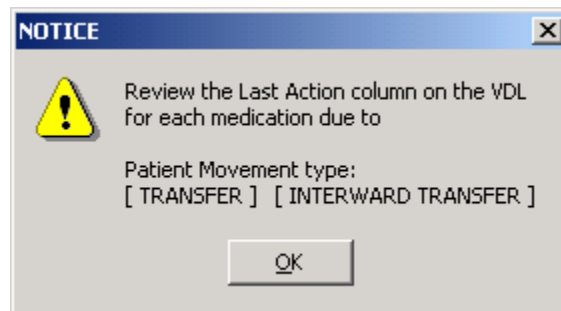 NOTICE
Review the Last Action column on the VDL
for each medication due to
Patient Movement type:
[ TRANSFER ] [ INTERWARD TRANSFER ]
OK